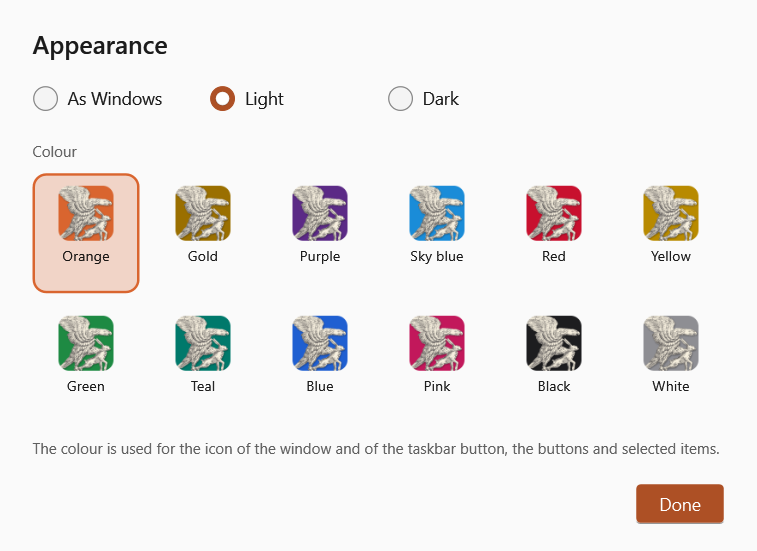 Appearance
As Windows Light Dark
Colour
Orange Gold Purple Sky blue Red Yellow
Green Teal Blue Pink Black White
The colour is used for the icon of the window and of the taskbar button, the buttons and selected items.
Done